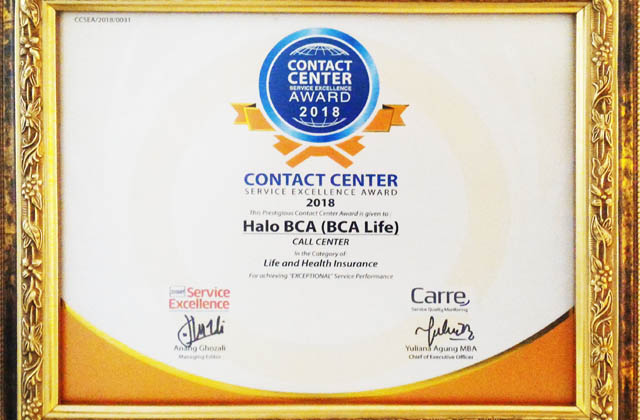 CCSEA/2018/0031
CONTACT
CENTER
SERVICE EXCELLENCE
AWARD
2018
CONTACT CENTER
SERVICE EXCELLENCE AWARD
2018
This Prestigious Contact Center Award is given to :
Halo BCA (BCA Life)
CALL CENTER
In the Category of
Life and Health Insurance
For achieving "EXCEPTIONAL" Service Performance
Service
Excellence
Anang Ghozali
Managing Editor
Carre
Service Quality Monitoring
Yuliana Agung MBA
Chief of Executive Officer